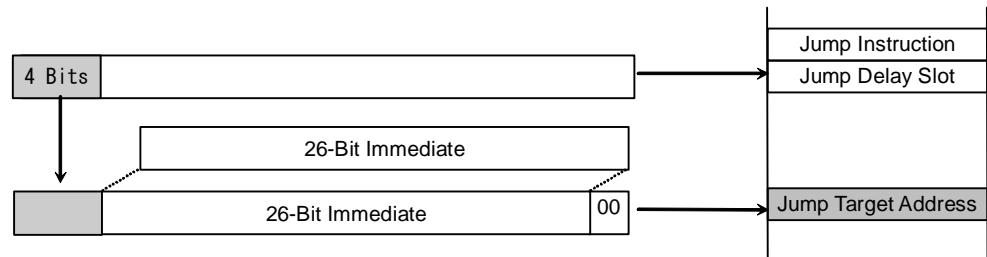 Jump Instruction
4 Bits
Jump Delay Slot
26-Bit Immediate
26-Bit Immediate
00
Jump Target Address